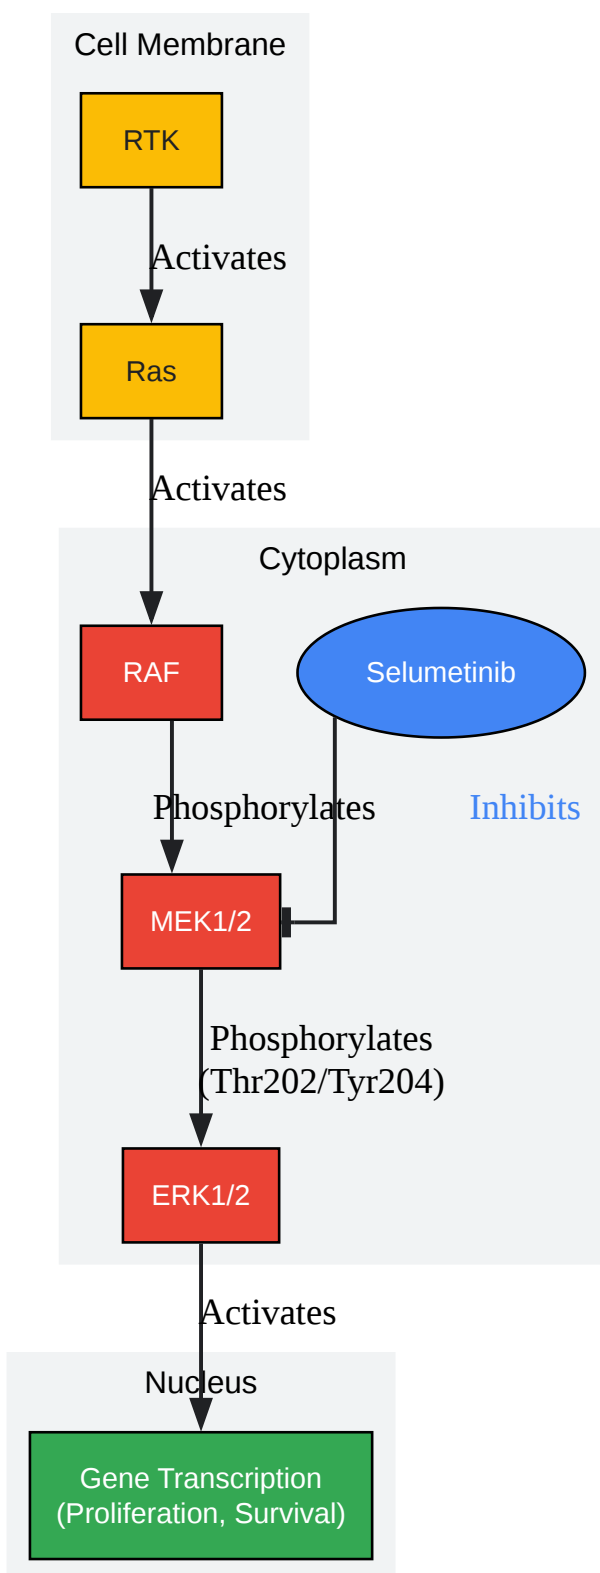 Cell Membrane
RTK
Activates
Ras
Activates
Cytoplasm
RAF
Selumetinib
Phosphorylates
Inhibits
MEK1/2
Phosphorylates
(Thr202/Tyr204)
ERK1/2
Activates
Nucleus
Gene Transcription
(Proliferation, Survival)